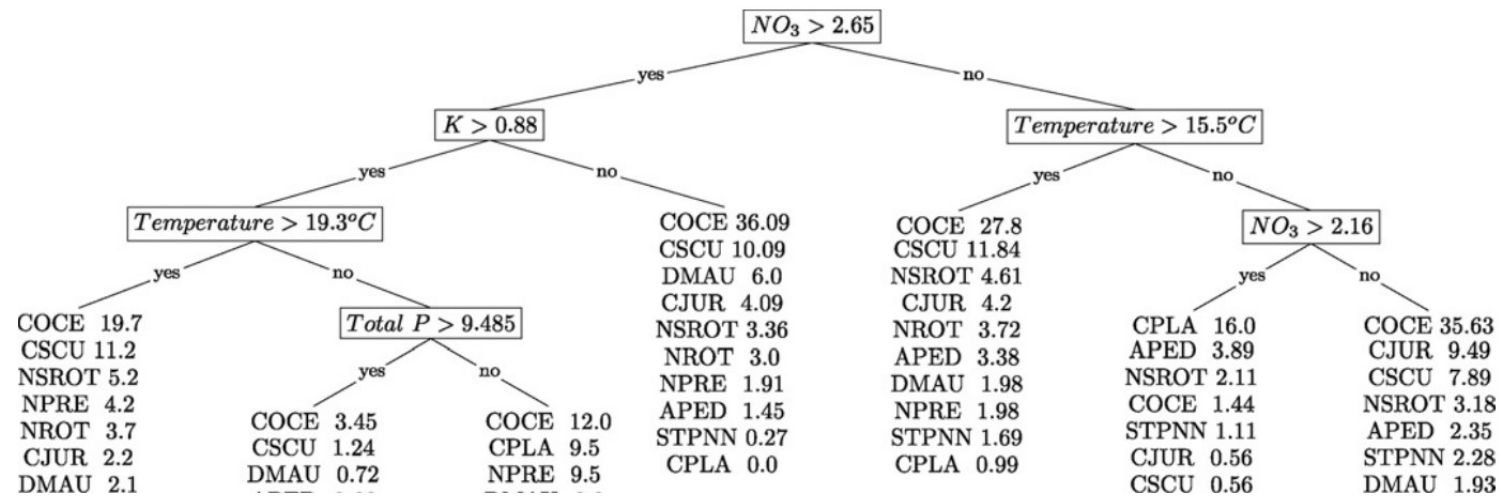 NO₃ > 2.65
yes
no
K > 0.88
Temperature > 15.5°C
yes
no
yes
no
Temperature > 19.3°C
COCE 36.09
CSCU 10.09
DMAU 6.0
CJUR 4.09
NSROT 3.36
NROT 3.0
NPRE 1.91
APED 1.45
STPNN 0.27
CPLA 0.0
COCE 27.8
CSCU 11.84
NSROT 4.61
CJUR 4.2
NROT 3.72
APED 3.38
DMAU 1.98
NPRE 1.98
STPNN 1.69
CPLA 0.99
NO₃ > 2.16
yes
no
yes
no
COCE 19.7
CSCU 11.2
NSROT 5.2
NPRE 4.2
NROT 3.7
CJUR 2.2
DMAU 2.1
Total P > 9.485
yes
no
COCE 3.45
CSCU 1.24
DMAU 0.72
COCE 12.0
CPLA 9.5
NPRE 9.5
CPLA 16.0
APED 3.89
NSROT 2.11
COCE 1.44
STPNN 1.11
CJUR 0.56
CSCU 0.56
COCE 35.63
CJUR 9.49
CSCU 7.89
NSROT 3.18
APED 2.35
STPNN 2.28
DMAU 1.93